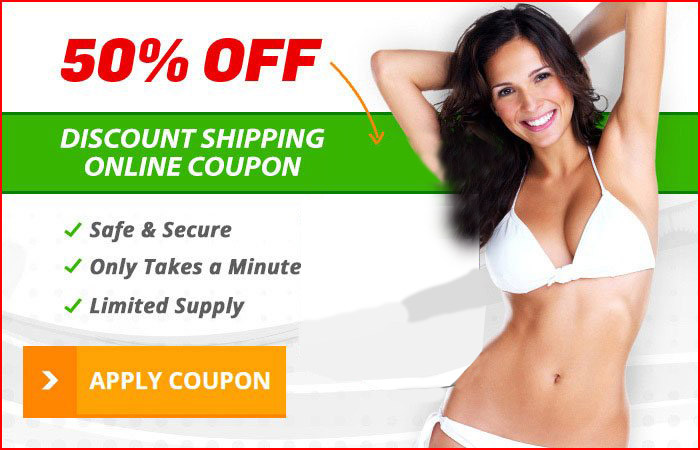 50% OFF
DISCOUNT SHIPPING
ONLINE COUPON
Safe & Secure
Only Takes a Minute
Limited Supply
APPLY COUPON